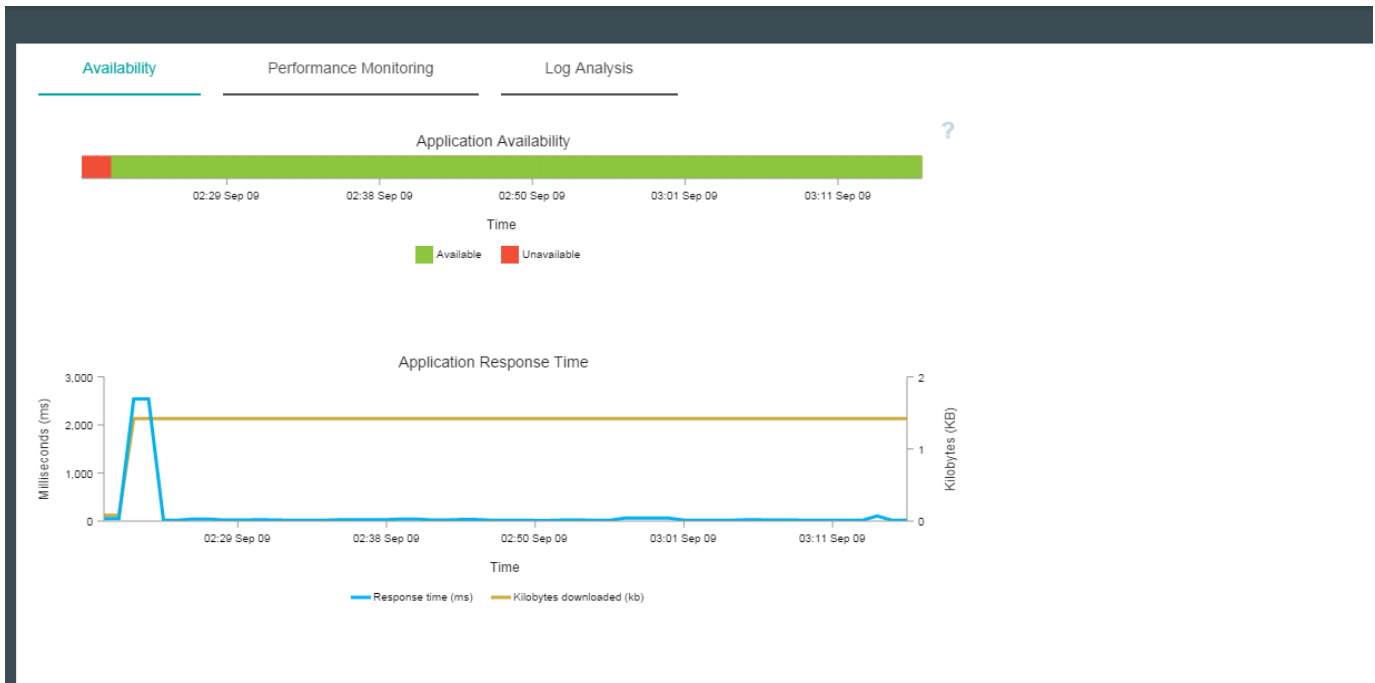 Availability Performance Monitoring Log Analysis
?
Application Availability
02:29 Sep 09 02:38 Sep 09 02:50 Sep 09 03:01 Sep 09 03:11 Sep 09
Time
Available Unavailable
Application Response Time
Milliseconds (ms)
3,000
2,000
1,000
0
2
1
0
Kilobytes (KB)
02:29 Sep 09 02:38 Sep 09 02:50 Sep 09 03:01 Sep 09 03:11 Sep 09
Time
Response time (ms) Kilobytes downloaded (kb)